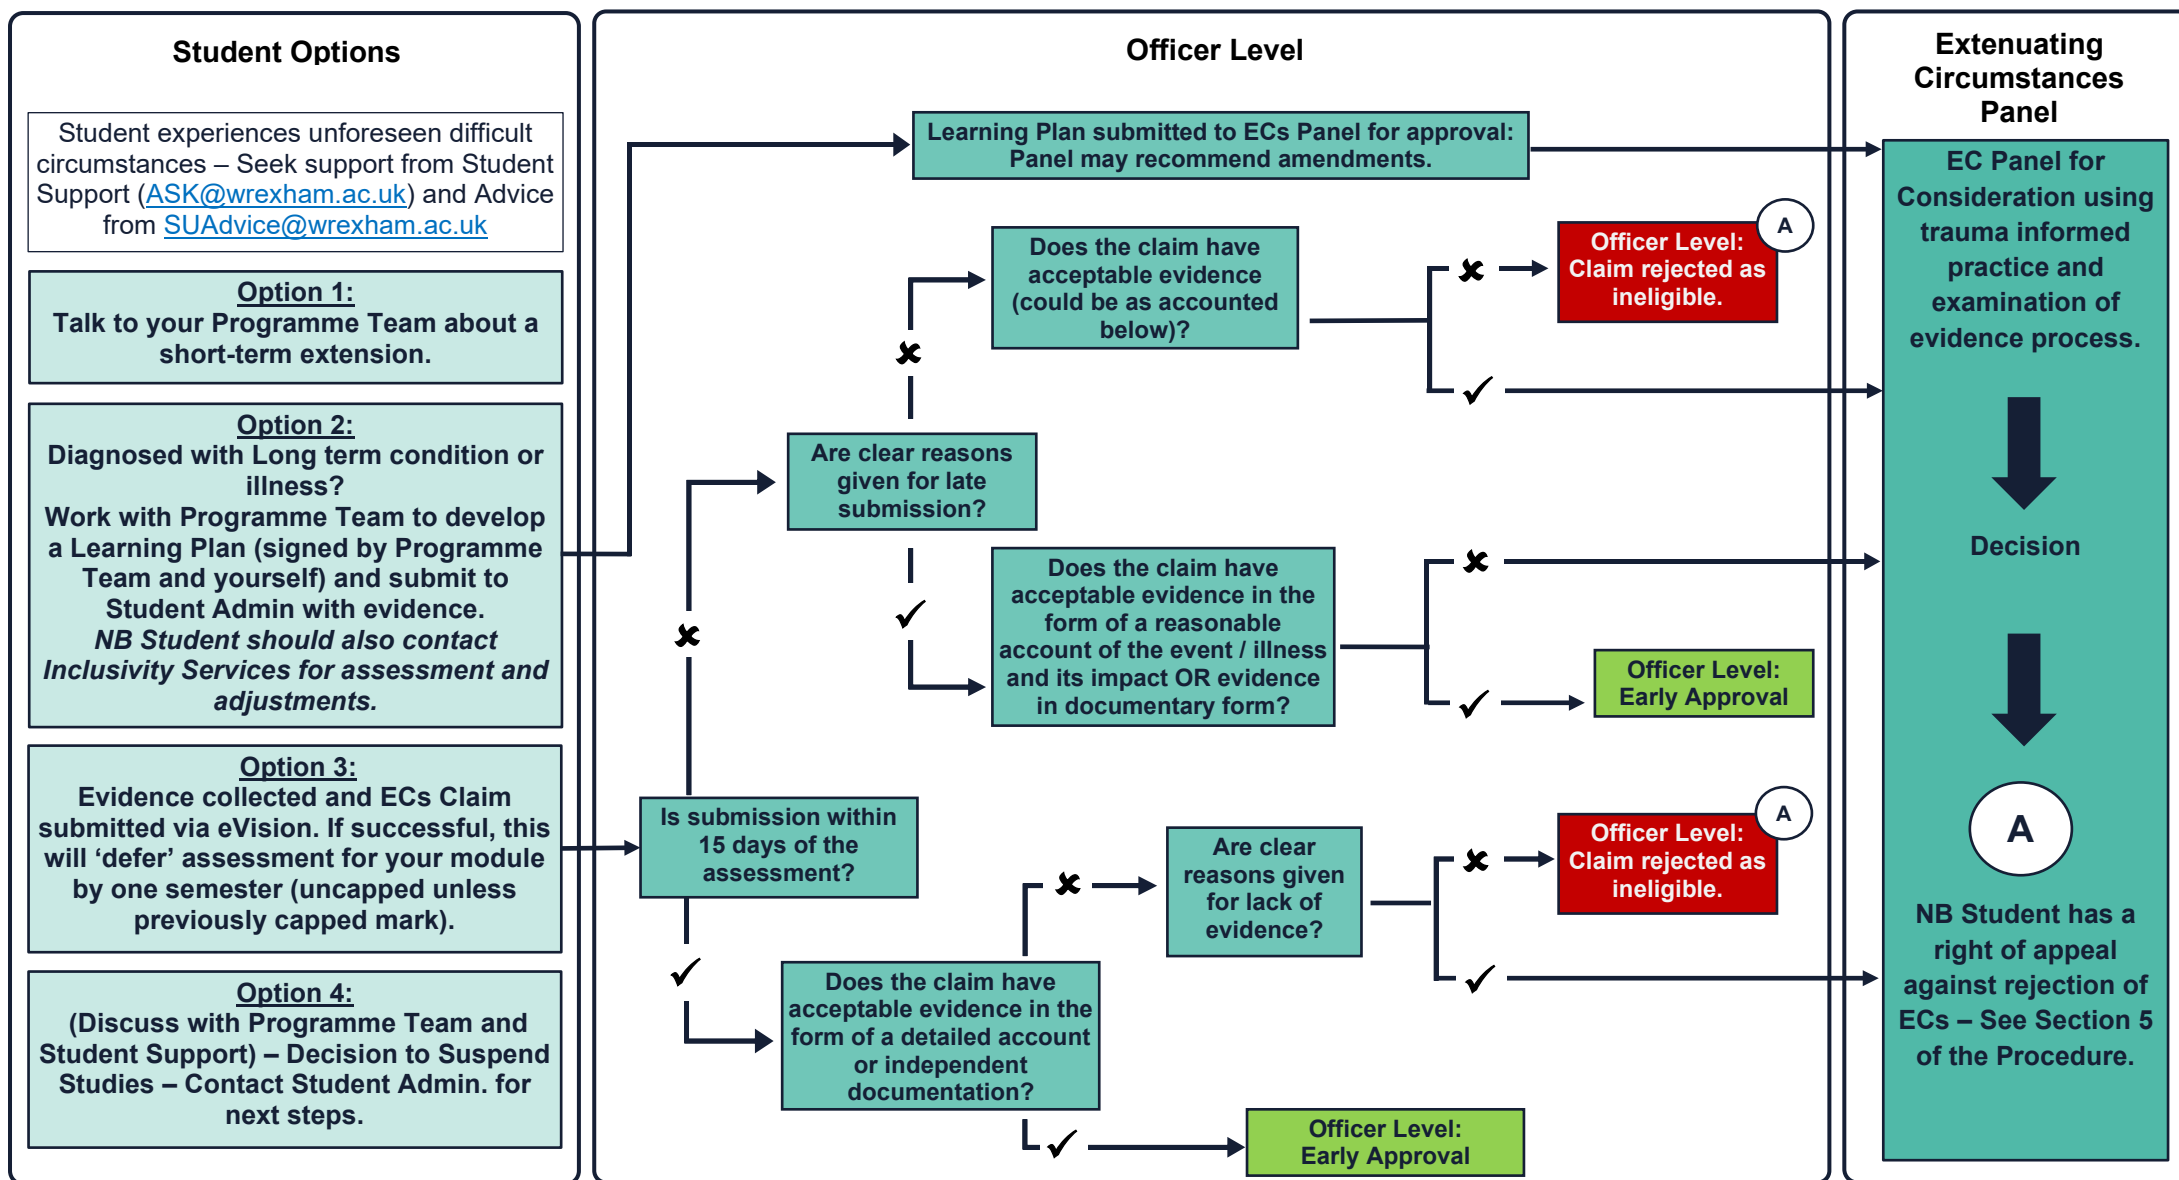 Student Options
Student experiences unforeseen difficult
circumstances – Seek support from Student
Support (ASK@wrexham.ac.uk) and Advice
from SUAdvice@wrexham.ac.uk
Option 1:
Talk to your Programme Team about a
short-term extension.
Option 2:
Diagnosed with Long term condition or
illness?
Work with Programme Team to develop
a Learning Plan (signed by Programme
Team and yourself) and submit to
Student Admin with evidence.
NB Student should also contact
Inclusivity Services for assessment and
adjustments.
Option 3:
Evidence collected and ECs Claim
submitted via eVision. If successful, this
will ‘defer’ assessment for your module
by one semester (uncapped unless
previously capped mark).
Option 4:
(Discuss with Programme Team and
Student Support) – Decision to Suspend
Studies – Contact Student Admin. for
next steps.
Officer Level
Learning Plan submitted to ECs Panel for approval:
Panel may recommend amendments.
Does the claim have
acceptable evidence
(could be as accounted
below)?
Officer Level:
Claim rejected as
ineligible.
A
Are clear reasons
given for late
submission?
Does the claim have
acceptable evidence in the
form of a reasonable
account of the event / illness
and its impact OR evidence
in documentary form?
Officer Level:
Early Approval
Is submission within
15 days of the
assessment?
Are clear
reasons given
for lack of
evidence?
Officer Level:
Claim rejected as
ineligible.
A
Does the claim have
acceptable evidence in the
form of a detailed account
or independent
documentation?
Officer Level:
Early Approval
Extenuating
Circumstances
Panel
EC Panel for
Consideration using
trauma informed
practice and
examination of
evidence process.
Decision
A
NB Student has a
right of appeal
against rejection of
ECs – See Section 5
of the Procedure.